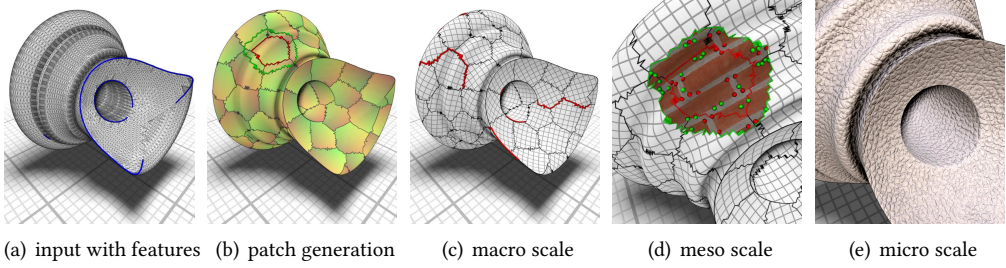 (a) input with features (b) patch generation (c) macro scale (d) meso scale (e) micro scale